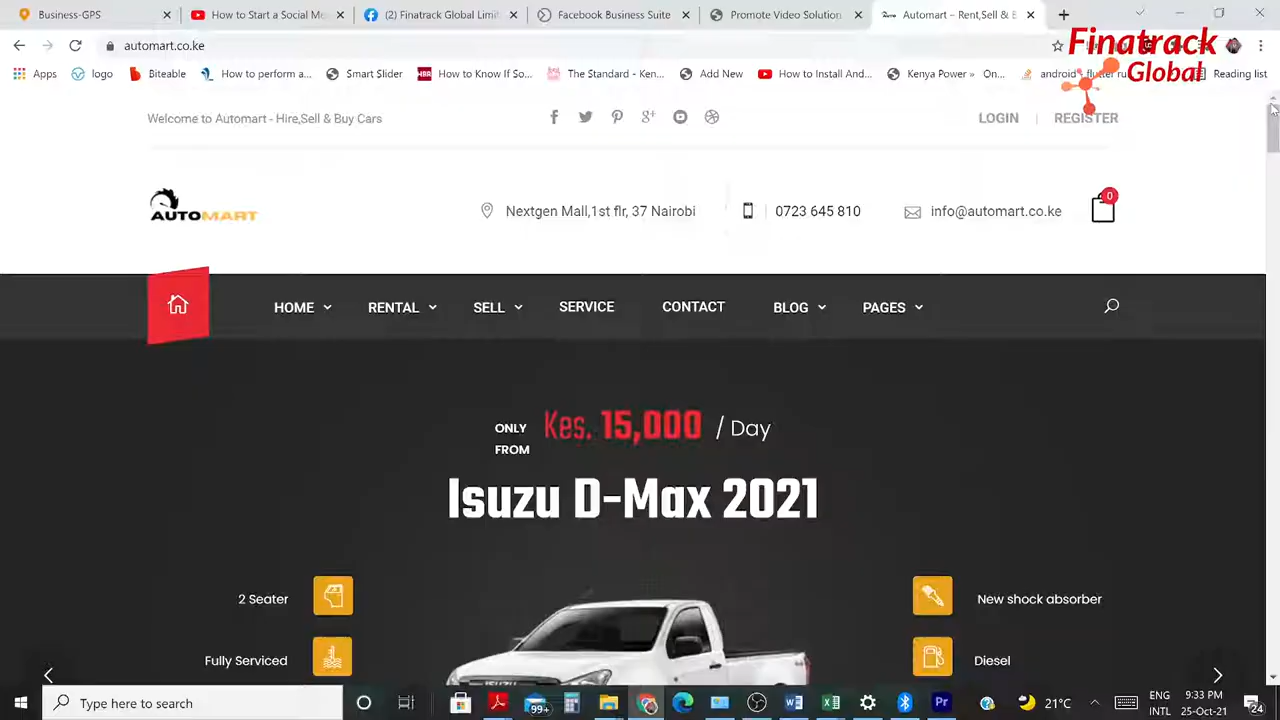 Business-GPS
How to Start a Social Me
(2) Finatrack Global Limit
Facebook Business Suite
Promote Video Solution
Automart – Rent,Sell & B
automart.co.ke
Finatrack
Global
Apps
logo
Biteable
How to perform a...
Smart Slider
HBR
How to Know If So...
The Standard - Ken...
Add New
How to Install And...
Kenya Power » On...
android - flutter ru
Reading list
Welcome to Automart - Hire,Sell & Buy Cars
LOGIN
REGISTER
AUTOMART
Nextgen Mall,1st flr, 37 Nairobi
0723 645 810
info@automart.co.ke
0
HOME
RENTAL
SELL
SERVICE
CONTACT
BLOG
PAGES
ONLY
FROM
Kes. 15,000 / Day
Isuzu D-Max 2021
2 Seater
New shock absorber
Fully Serviced
Diesel
ISUZU
Type here to search
99+
21°C
ENG
INTL
9:33 PM
25-Oct-21
24